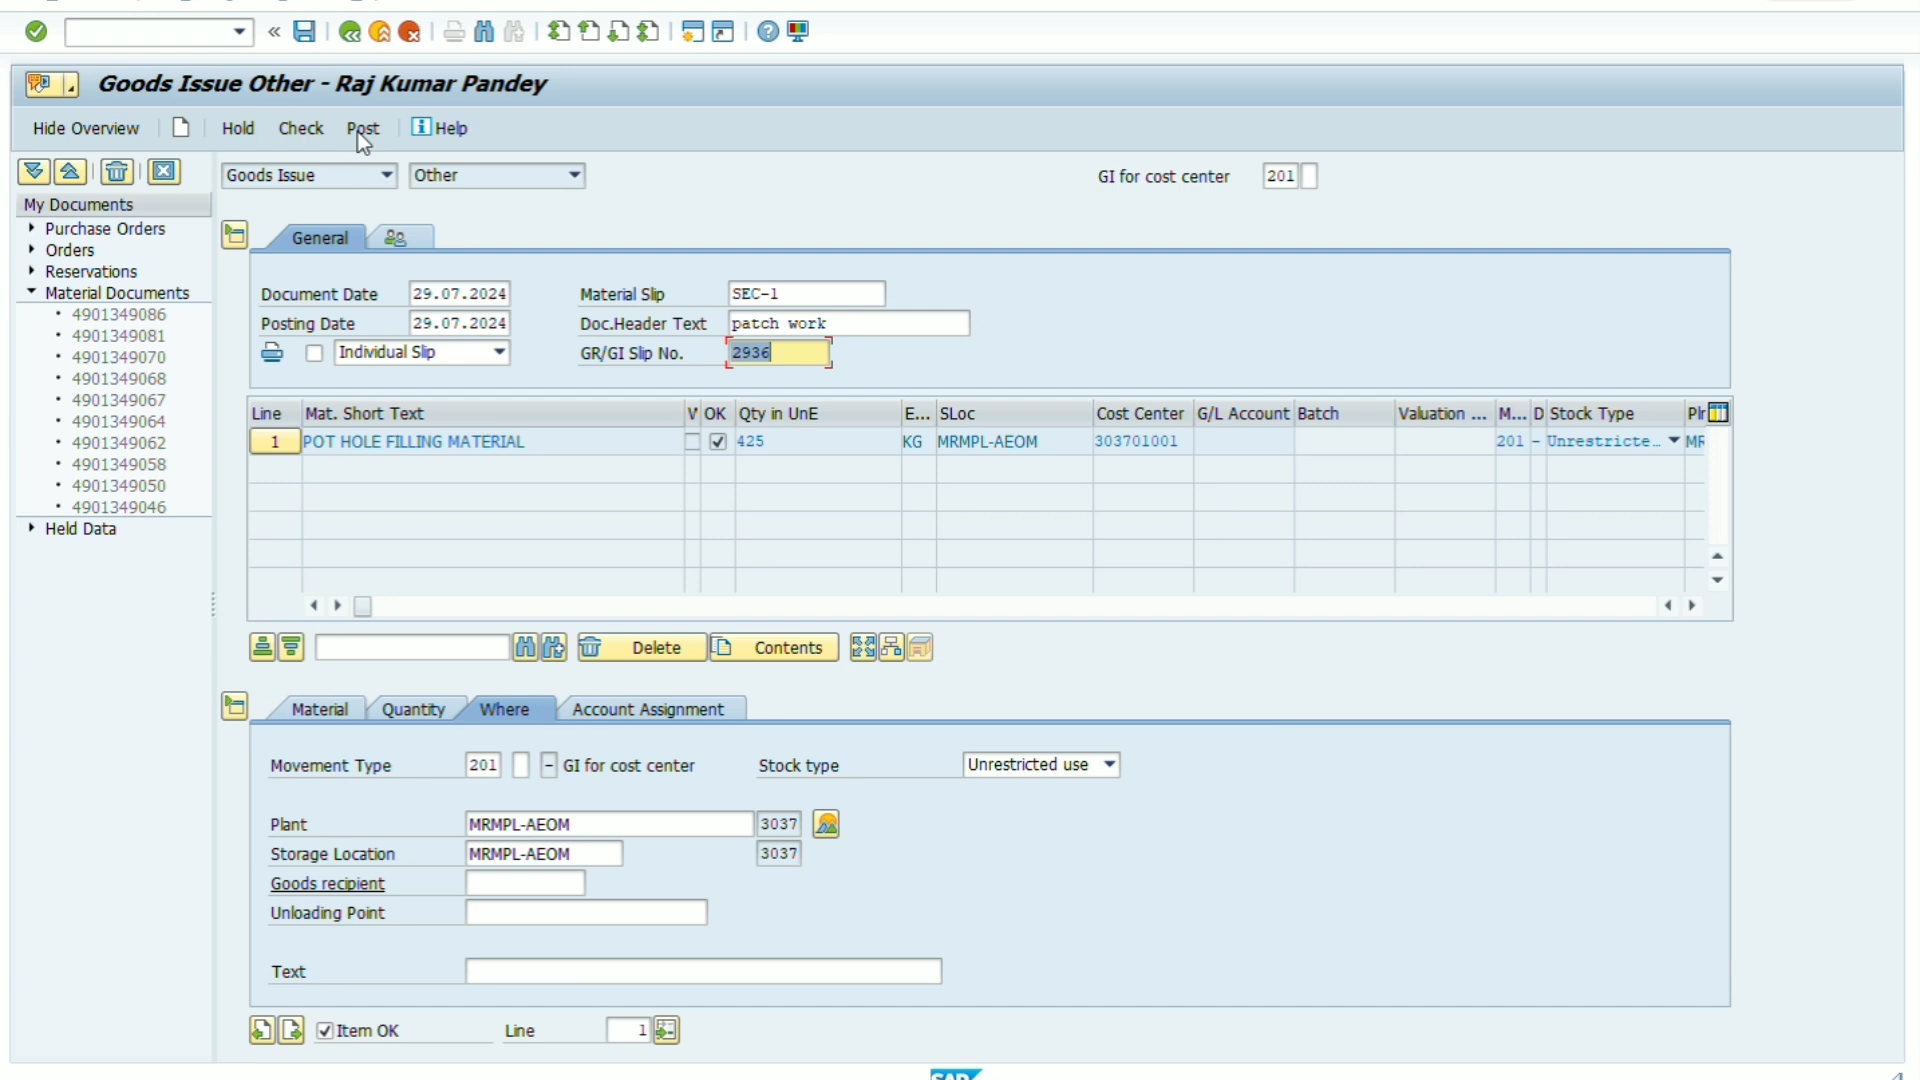 Goods Issue Other - Raj Kumar Pandey
Hide Overview Hold Check Post Help
Goods Issue Other GI for cost center 201
My Documents
Purchase Orders
Orders
Reservations
Material Documents
4901349086
4901349081
4901349070
4901349068
4901349067
4901349064
4901349062
4901349058
4901349050
4901349046
Held Data
General
Document Date 29.07.2024 Material Slip SEC-1
Posting Date 29.07.2024 Doc.Header Text patch work
Individual Slip GR/GI Slip No. 2936
Line Mat. Short Text V OK Qty in UnE E... SLoc Cost Center G/L Account Batch Valuation ... M... D Stock Type Plr
1 POT HOLE FILLING MATERIAL 425 KG MRMPL-AEOM 303701001 201 - Unrestricte... MR
Delete Contents
Material Quantity Where Account Assignment
Movement Type 201 - GI for cost center Stock type Unrestricted use
Plant MRMPL-AEOM 3037
Storage Location MRMPL-AEOM 3037
Goods recipient
Unloading Point
Text
Item OK Line 1
SAP